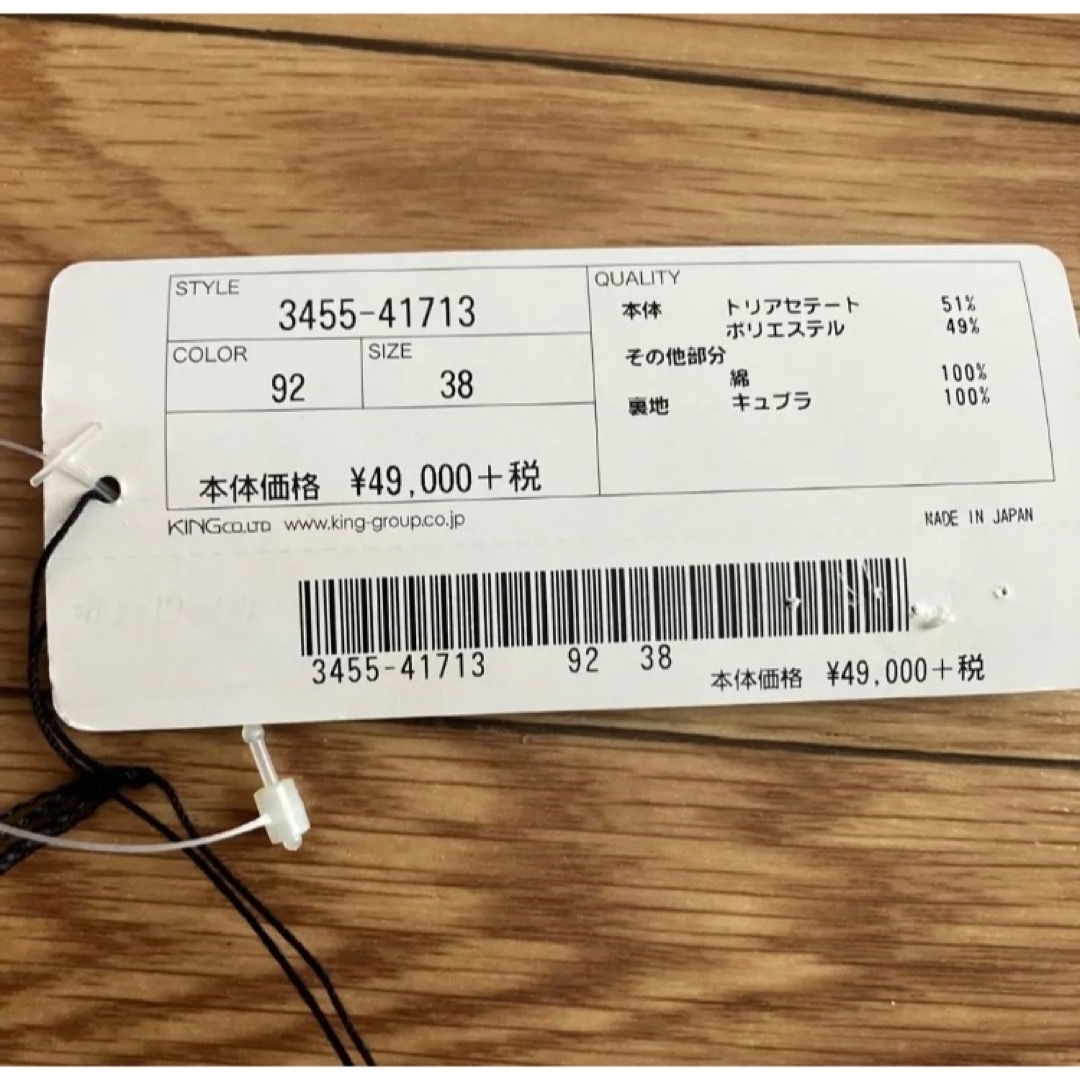 STYLE
3455-41713
COLOR
92
SIZE
38
本体価格 ¥49,000+税
QUALITY
本体 トリアセテート 51%
ポリエステル 49%
その他部分
綿 100%
裏地 キュプラ 100%
KING CO.,LTD www.king-group.co.jp
MADE IN JAPAN
3455-41713 92 38 本体価格 ¥49,000+税